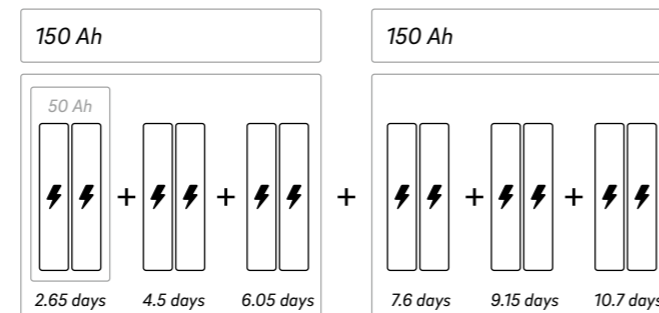 150 Ah
150 Ah
50 Ah
+ + + + +
2.65 days 4.5 days 6.05 days 7.6 days 9.15 days 10.7 days